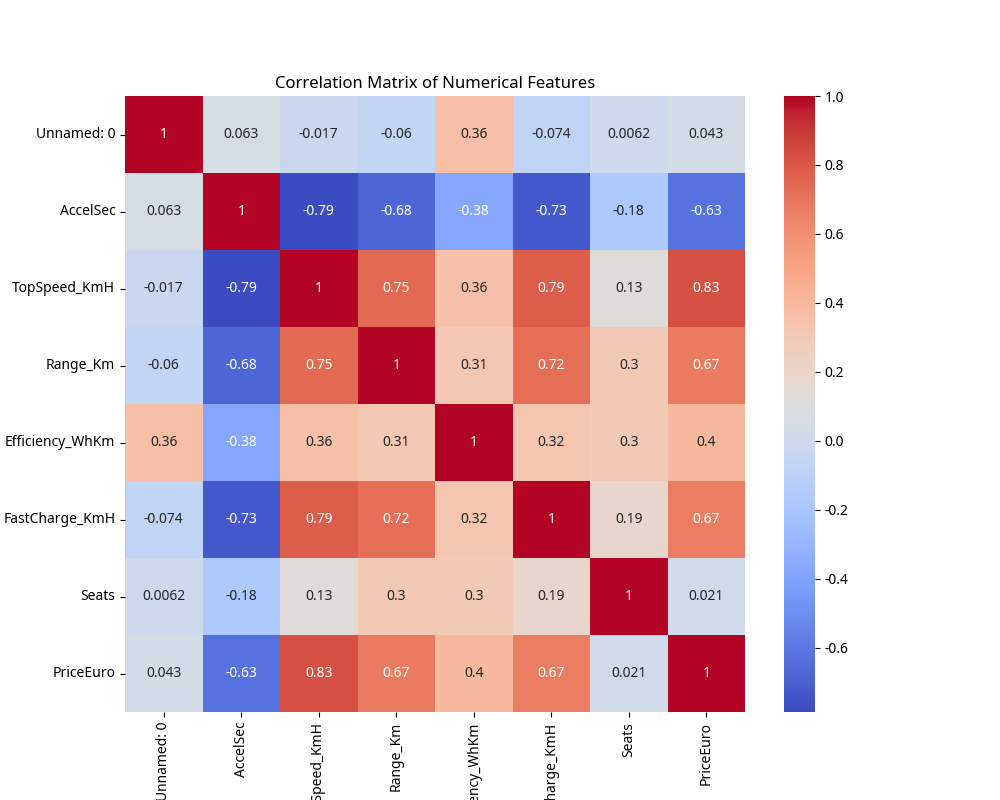 Correlation Matrix of Numerical Features
Unnamed: 0 1 0.063 -0.017 -0.06 0.36 -0.074 0.0062 0.043
AccelSec 0.063 1 -0.79 -0.68 -0.38 -0.73 -0.18 -0.63
TopSpeed_KmH -0.017 -0.79 1 0.75 0.36 0.79 0.13 0.83
Range_Km -0.06 -0.68 0.75 1 0.31 0.72 0.3 0.67
Efficiency_WhKm 0.36 -0.38 0.36 0.31 1 0.32 0.3 0.4
FastCharge_KmH -0.074 -0.73 0.79 0.72 0.32 1 0.19 0.67
Seats 0.0062 -0.18 0.13 0.3 0.3 0.19 1 0.021
PriceEuro 0.043 -0.63 0.83 0.67 0.4 0.67 0.021 1
Unnamed: 0
AccelSec
Speed_KmH
Range_Km
ency_WhKm
harge_KmH
Seats
PriceEuro
1.0
0.8
0.6
0.4
0.2
0.0
-0.2
-0.4
-0.6